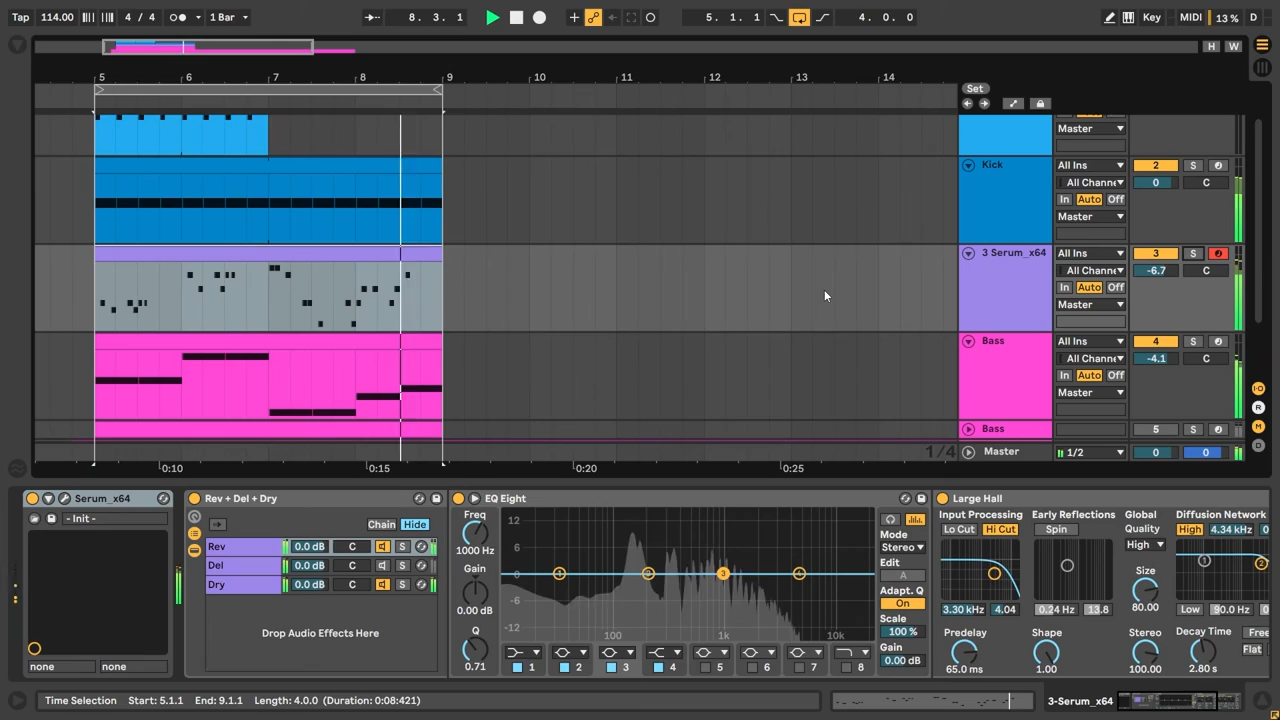 Tap 114.00 4 / 4 1 Bar 8. 3. 1 5. 1. 1 4. 0. 0 Key MIDI 13 % D
H W
5 6 7 8 9 10 11 12 13 14
Set
Master
Kick All Ins 2 S
All Channe 0 C
In Auto Off
Master
3 Serum_x64 All Ins 3 S
All Channe -6.7 C
In Auto Off
Master
Bass All Ins 4 S
All Channe -4.1 C
In Auto Off
Master
Bass 5 S
1/4 Master 1/2 0 0
I·O
R
M
D
0:10 0:15 0:20 0:25
Serum_x64
- Init -
none none
Rev + Del + Dry
Chain Hide
Rev 0.0 dB C S
Del 0.0 dB C S
Dry 0.0 dB C S
Drop Audio Effects Here
EQ Eight
Freq
1000 Hz
Gain
0.00 dB
Q
0.71
12
6
0
-6
-12
100 1k 10k
1 2 3 4
1 2 3 4 5 6 7 8
Mode
Stereo
Edit
A
Adapt. Q
On
Scale
100 %
Gain
0.00 dB
Large Hall
Input Processing Early Reflections Global Diffusion Network
Lo Cut Hi Cut Spin Quality High 4.34 kHz
High
Size
80.00
3.30 kHz 4.04 0.24 Hz 13.8 Low 90.0 Hz
Predelay Shape Stereo Decay Time Free
Flat
65.0 ms 1.00 100.00 2.80 s
Time Selection Start: 5.1.1 End: 9.1.1 Length: 4.0.0 (Duration: 0:08:421)
3-Serum_x64